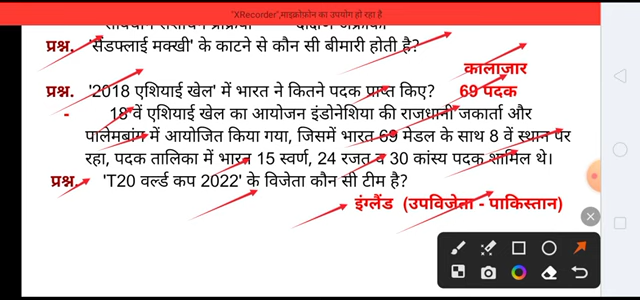 "XRecorder",माइक्रोफ़ोन का उपयोग हो रहा है
प्रश्न. 'सैंडफ्लाई मक्खी' के काटने से कौन सी बीमारी होती है?
कालाज़ार
प्रश्न. '2018 एशियाई खेल' में भारत ने कितने पदक प्राप्त किए? 69 पदक
- 18 वें एशियाई खेल का आयोजन इंडोनेशिया की राजधानी जकार्ता और
पालेमबांग में आयोजित किया गया, जिसमें भारत 69 मेडल के साथ 8 वें स्थान पर
रहा, पदक तालिका में भारत 15 स्वर्ण, 24 रजत व 30 कांस्य पदक शामिल थे।
प्रश्न. 'T20 वर्ल्ड कप 2022' के विजेता कौन सी टीम है?
इंग्लैंड (उपविजेता - पाकिस्तान)